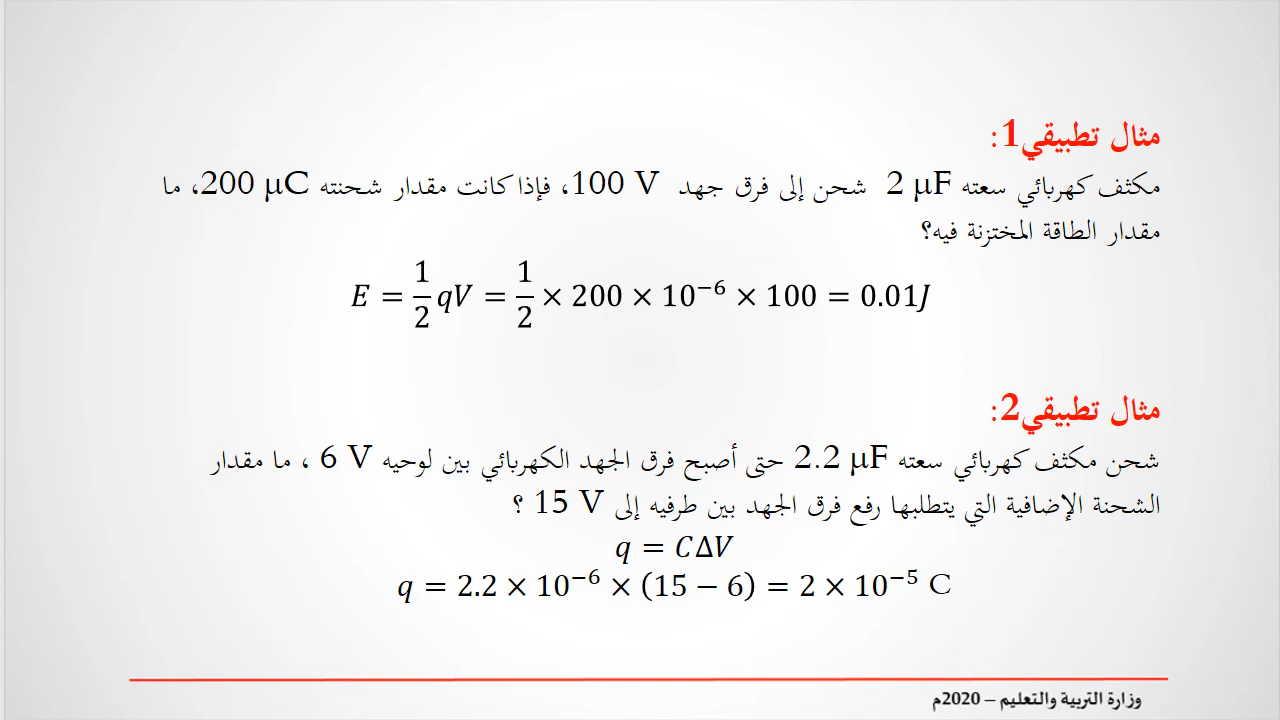 مثال تطبيقي1:
مكثف كهربائي سعته 2 μF شحن إلى فرق جهد 100 V، فإذا كانت مقدار شحنته 200 μC، ما
مقدار الطاقة المختزنة فيه؟
E = 1/2 qV = 1/2 × 200 × 10⁻⁶ × 100 = 0.01J
مثال تطبيقي2:
شحن مكثف كهربائي سعته 2.2 μF حتى أصبح فرق الجهد الكهربائي بين لوحيه 6 V ، ما مقدار
الشحنة الإضافية التي يتطلبها رفع فرق الجهد بين طرفيه إلى 15 V ؟
q = CΔV
q = 2.2 × 10⁻⁶ × (15 − 6) = 2 × 10⁻⁵ C
وزارة التربية والتعليم – 2020م